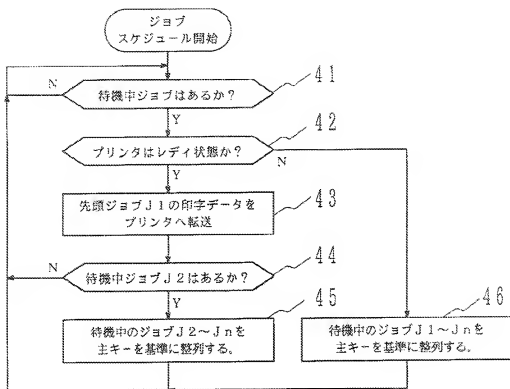 ジョブ
スケジュール開始
N
待機中ジョブはあるか?
41
Y
プリンタはレディ状態か?
42
N
Y
先頭ジョブJ1の印字データを
プリンタへ転送
43
N
待機中ジョブJ2はあるか?
44
Y
待機中のジョブJ2~Jnを
主キーを基準に整列する。
45
待機中のジョブJ1~Jnを
主キーを基準に整列する。
46